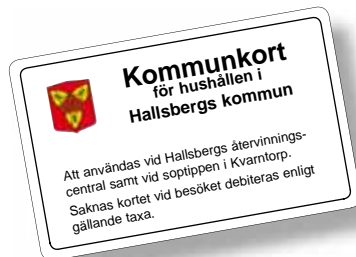 Kommunkort
för hushållen i
Hallsbergs kommun
Att användas vid Hallsbergs återvinnings-
central samt vid soptippen i Kvarntorp.
Saknas kortet vid besöket debiteras enligt
gällande taxa.